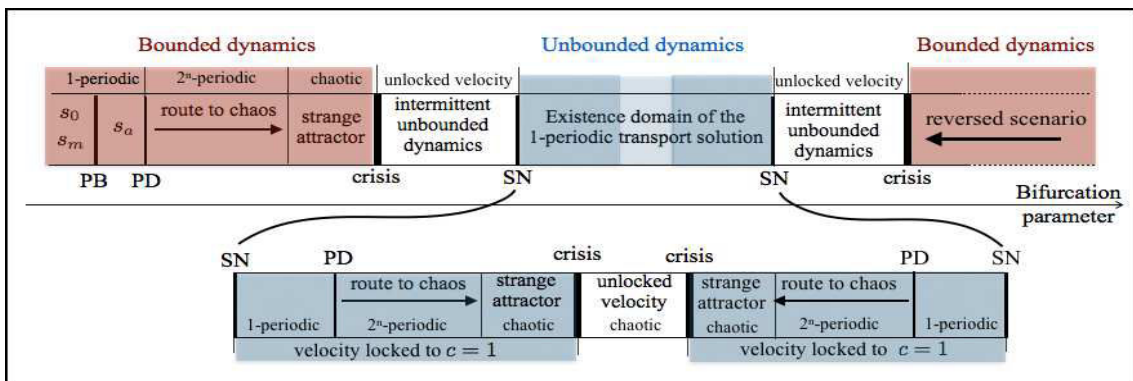 Bounded dynamics Unbounded dynamics Bounded dynamics
1-periodic 2ⁿ-periodic chaotic unlocked velocity unlocked velocity
s₀ sₘ
sₐ
route to chaos
strange
attractor
intermittent
unbounded
dynamics
Existence domain of the
1-periodic transport solution
intermittent
unbounded
dynamics
reversed scenario
PB PD crisis SN SN crisis
Bifurcation
parameter
SN PD crisis crisis PD SN
1-periodic
route to chaos
2ⁿ-periodic
strange
attractor
chaotic
unlocked
velocity
chaotic
strange
attractor
chaotic
route to chaos
2ⁿ-periodic
1-periodic
velocity locked to c = 1 velocity locked to c = 1